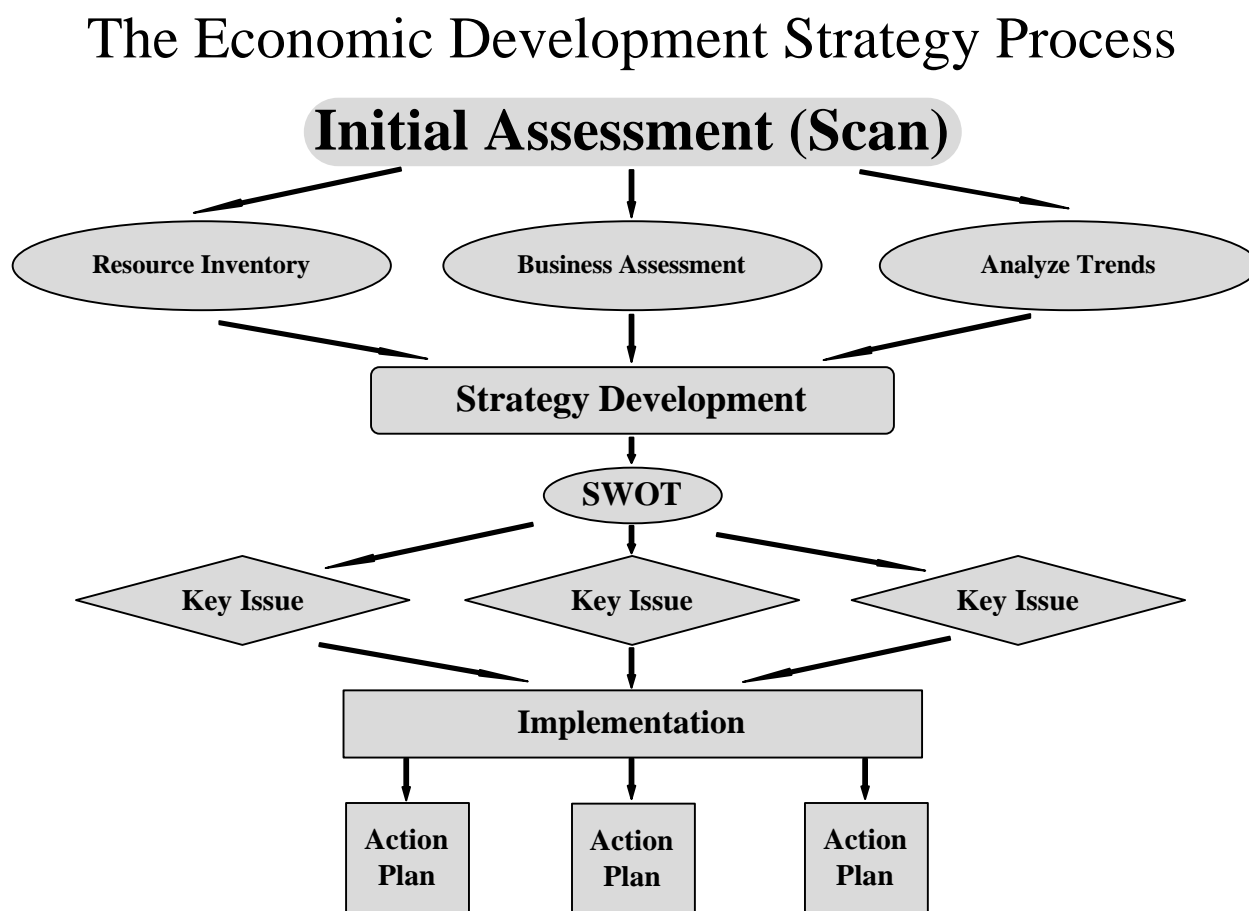 The Economic Development Strategy Process
Initial Assessment (Scan)
Resource Inventory
Business Assessment
Analyze Trends
Strategy Development
SWOT
Key Issue
Key Issue
Key Issue
Implementation
Action
Plan
Action
Plan
Action
Plan